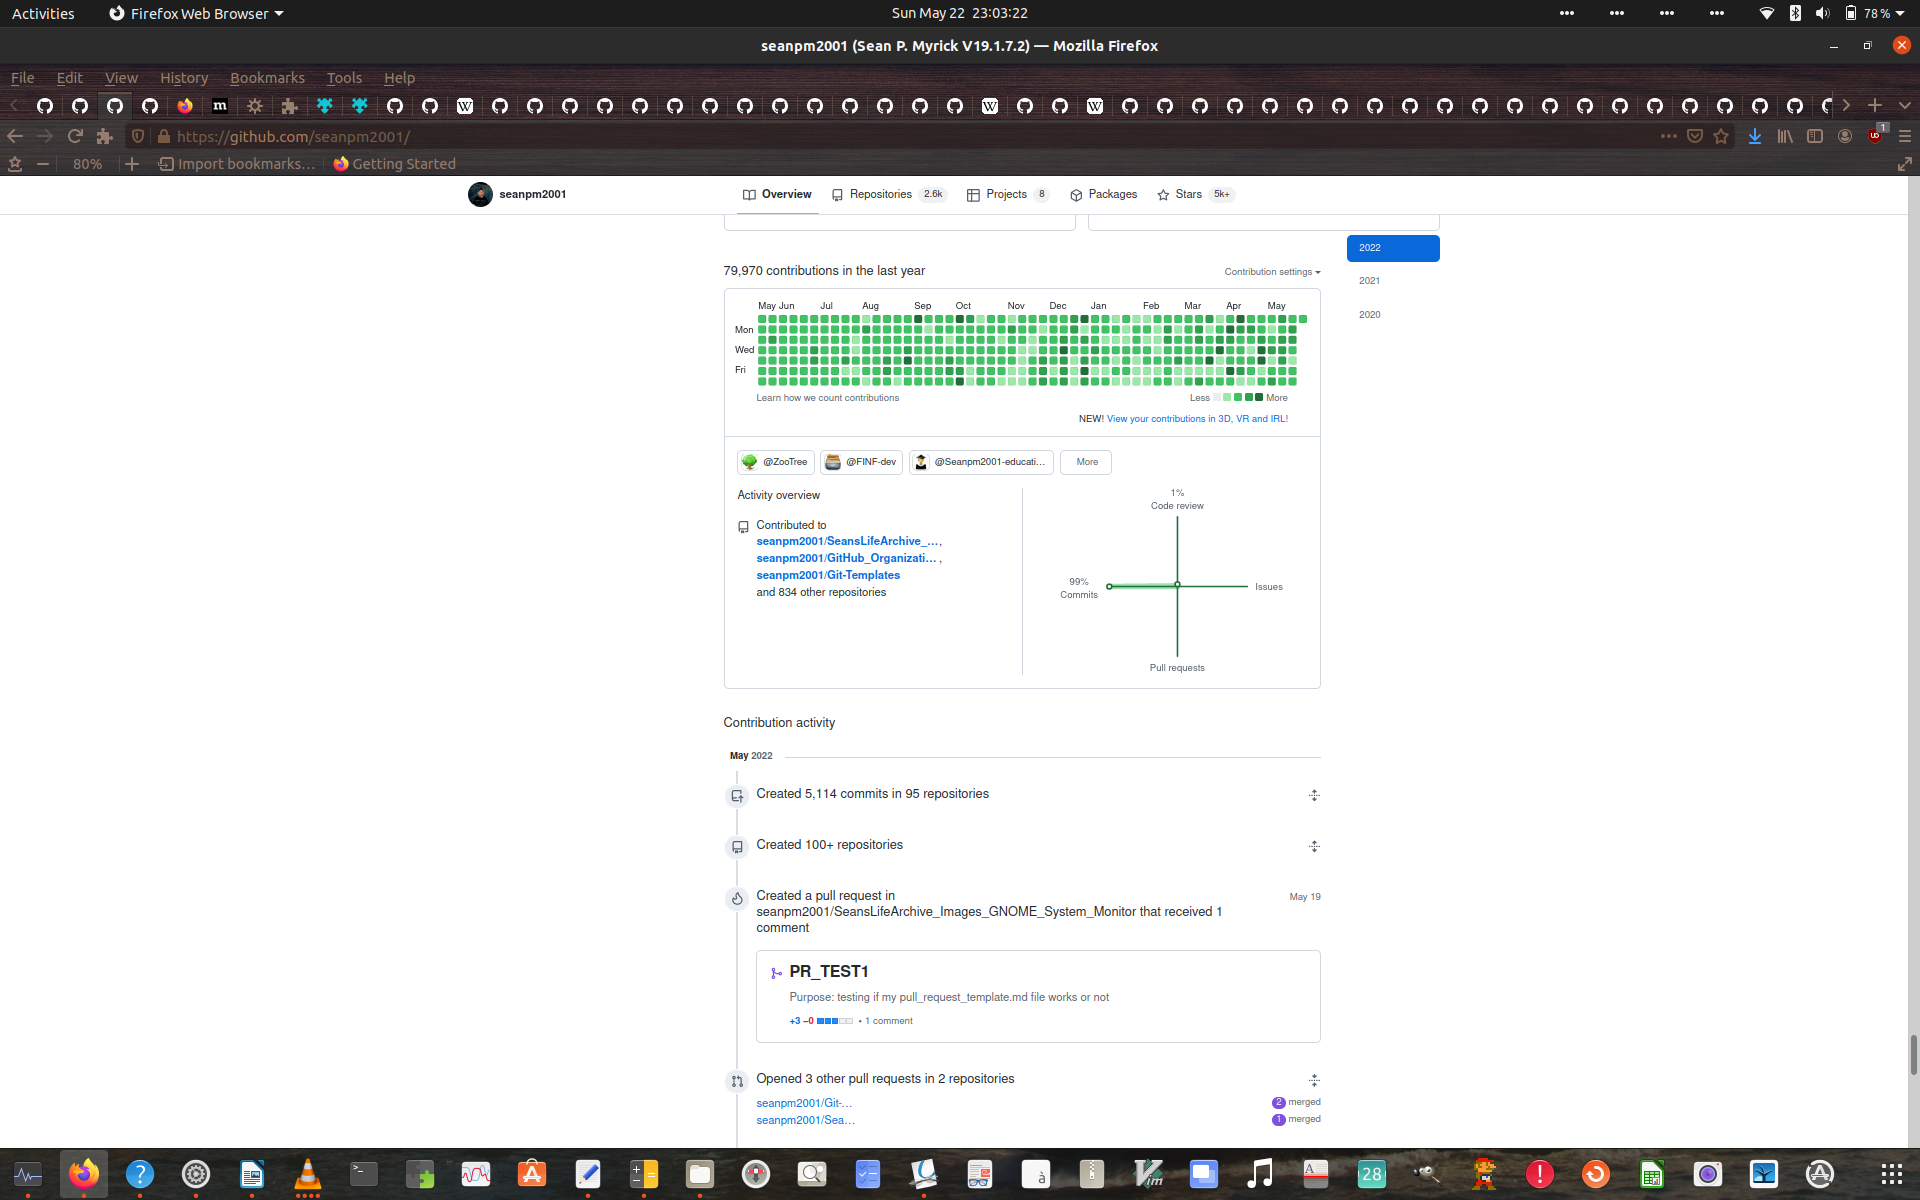 Activities
Firefox Web Browser
Sun May 22 23:03:22
78 %
seanpm2001 (Sean P. Myrick V19.1.7.2) — Mozilla Firefox
File Edit View History Bookmarks Tools Help
https://github.com/seanpm2001/
1
80%
Import bookmarks...
Getting Started
seanpm2001
Overview
Repositories 2.6k
Projects 8
Packages
Stars 5k+
2022
2021
2020
79,970 contributions in the last year
Contribution settings
May Jun Jul Aug Sep Oct Nov Dec Jan Feb Mar Apr May
Mon
Wed
Fri
Learn how we count contributions
Less More
NEW! View your contributions in 3D, VR and IRL!
@ZooTree
@FINF-dev
@Seanpm2001-educati...
More
Activity overview
Contributed to
seanpm2001/SeansLifeArchive_... ,
seanpm2001/GitHub_Organizati... ,
seanpm2001/Git-Templates
and 834 other repositories
1%
Code review
99%
Commits
Issues
Pull requests
Contribution activity
May 2022
Created 5,114 commits in 95 repositories
Created 100+ repositories
Created a pull request in
seanpm2001/SeansLifeArchive_Images_GNOME_System_Monitor that received 1
comment
May 19
PR_TEST1
Purpose: testing if my pull_request_template.md file works or not
+3 −0 • 1 comment
Opened 3 other pull requests in 2 repositories
seanpm2001/Git-...
2 merged
seanpm2001/Sea...
1 merged
28